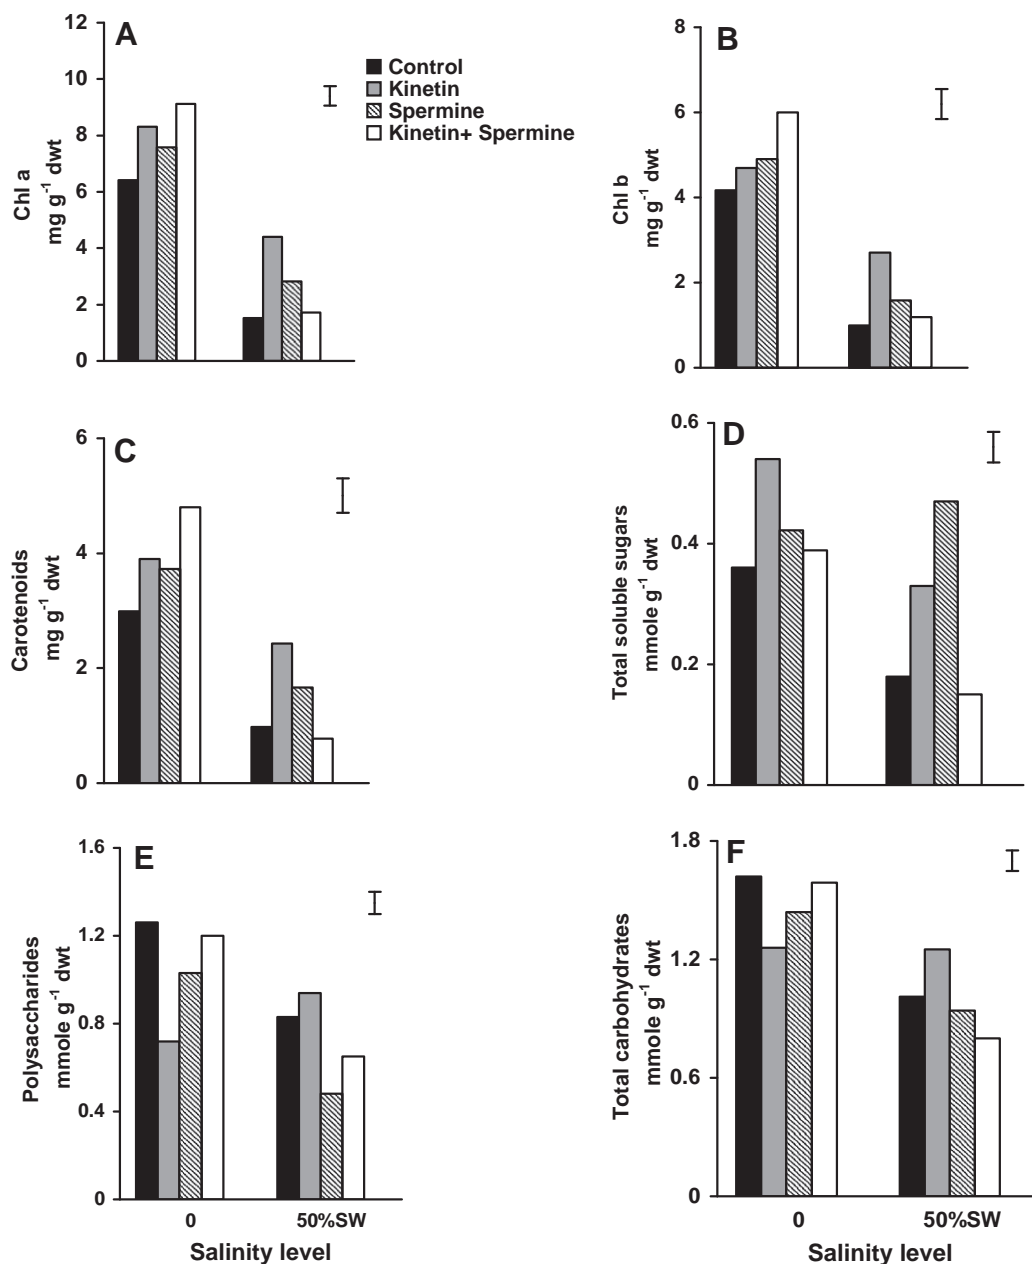 A
12
10
8
6
4
2
0
Chl a
mg g⁻¹ dwt
Control
Kinetin
Spermine
Kinetin+ Spermine
B
8
6
4
2
0
Chl b
mg g⁻¹ dwt
C
6
4
2
0
Carotenoids
mg g⁻¹ dwt
D
0.6
0.4
0.2
0
Total soluble sugars
mmole g⁻¹ dwt
E
1.6
1.2
0.8
0.4
0
Polysaccharides
mmole g⁻¹ dwt
0 50%SW
Salinity level
F
1.8
1.2
0.6
0
Total carbohydrates
mmole g⁻¹ dwt
0 50%SW
Salinity level